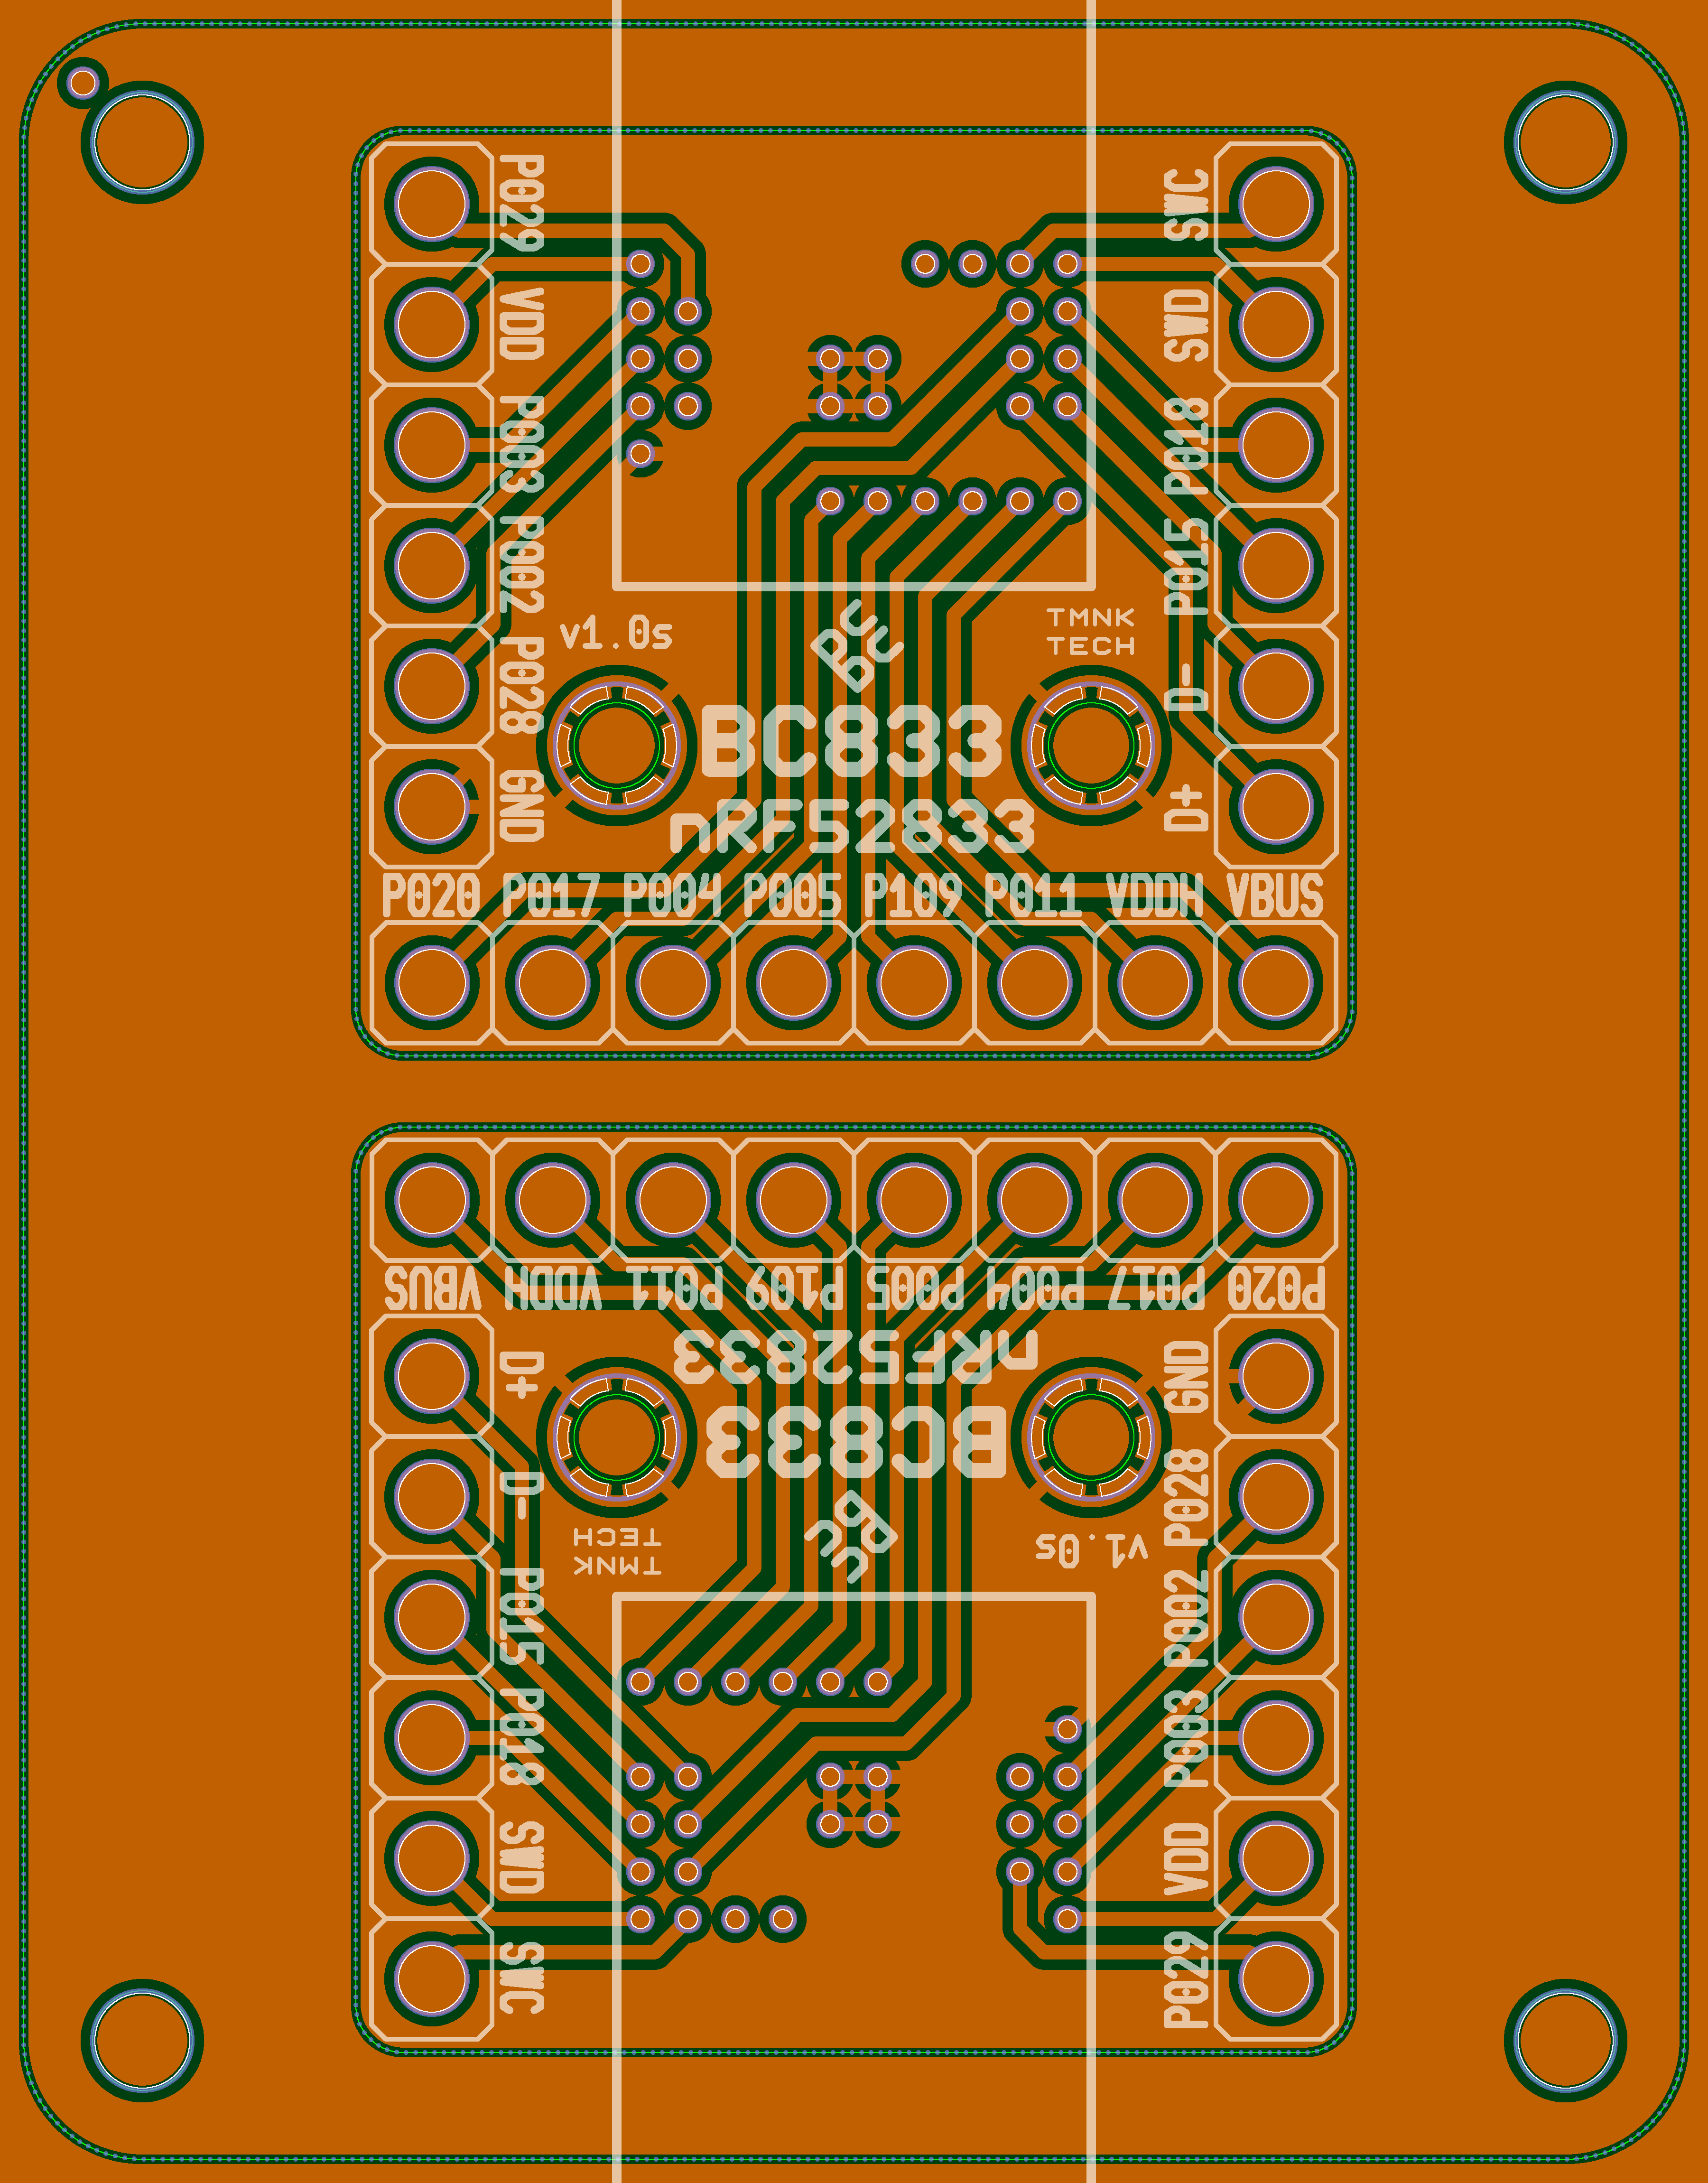 P029
VDD
P003
P002
P028
GND
SWC
SWD
P018
P015
D-
D+
v1.0s
TMNK
TECH
BC833
nRF52833
P020 P017 P004 P005 P109 P011 VDDH VBUS
VBUS VDDH P011 P109 P005 P004 P017 P020
nRF52833
BC833
TMNK
TECH
v1.0s
D+
D-
P015
P018
SWD
SWC
GND
P028
P002
P003
VDD
P029